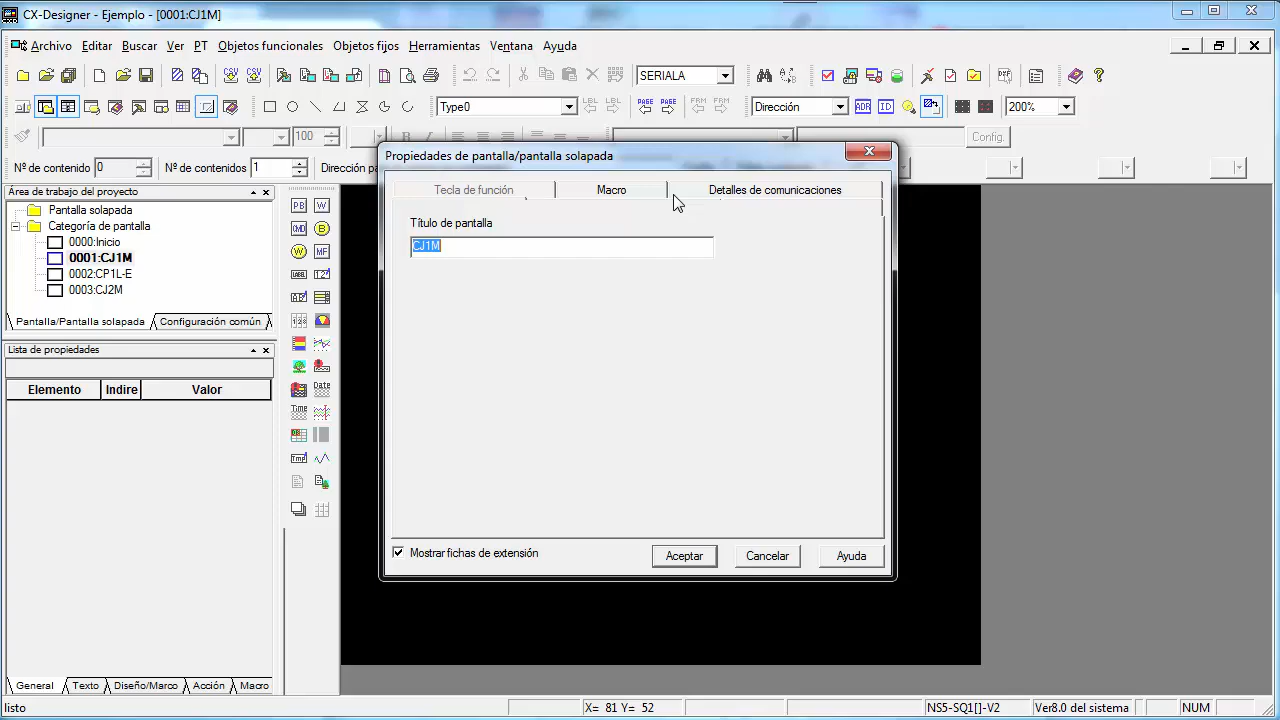 CX-Designer - Ejemplo - [0001:CJ1M]
Archivo Editar Buscar Ver PT Objetos funcionales Objetos fijos Herramientas Ventana Ayuda
SERIALA
Type0 Dirección 200%
100 Config.
Nº de contenido 0 Nº de contenidos 1 Dirección pa
Propiedades de pantalla/pantalla solapada
Área de trabajo del proyecto
Tecla de función Macro Detalles de comunicaciones
Pantalla solapada
Categoría de pantalla
0000:Inicio
0001:CJ1M
0002:CP1L-E
0003:CJ2M
Título de pantalla
CJ1M
Pantalla/Pantalla solapada Configuración común
Lista de propiedades
Elemento Indire Valor
Mostrar fichas de extensión
Aceptar Cancelar Ayuda
General Texto Diseño/Marco Acción Macro
listo X= 81 Y= 52 NS5-SQ1[]-V2 Ver8.0 del sistema NUM